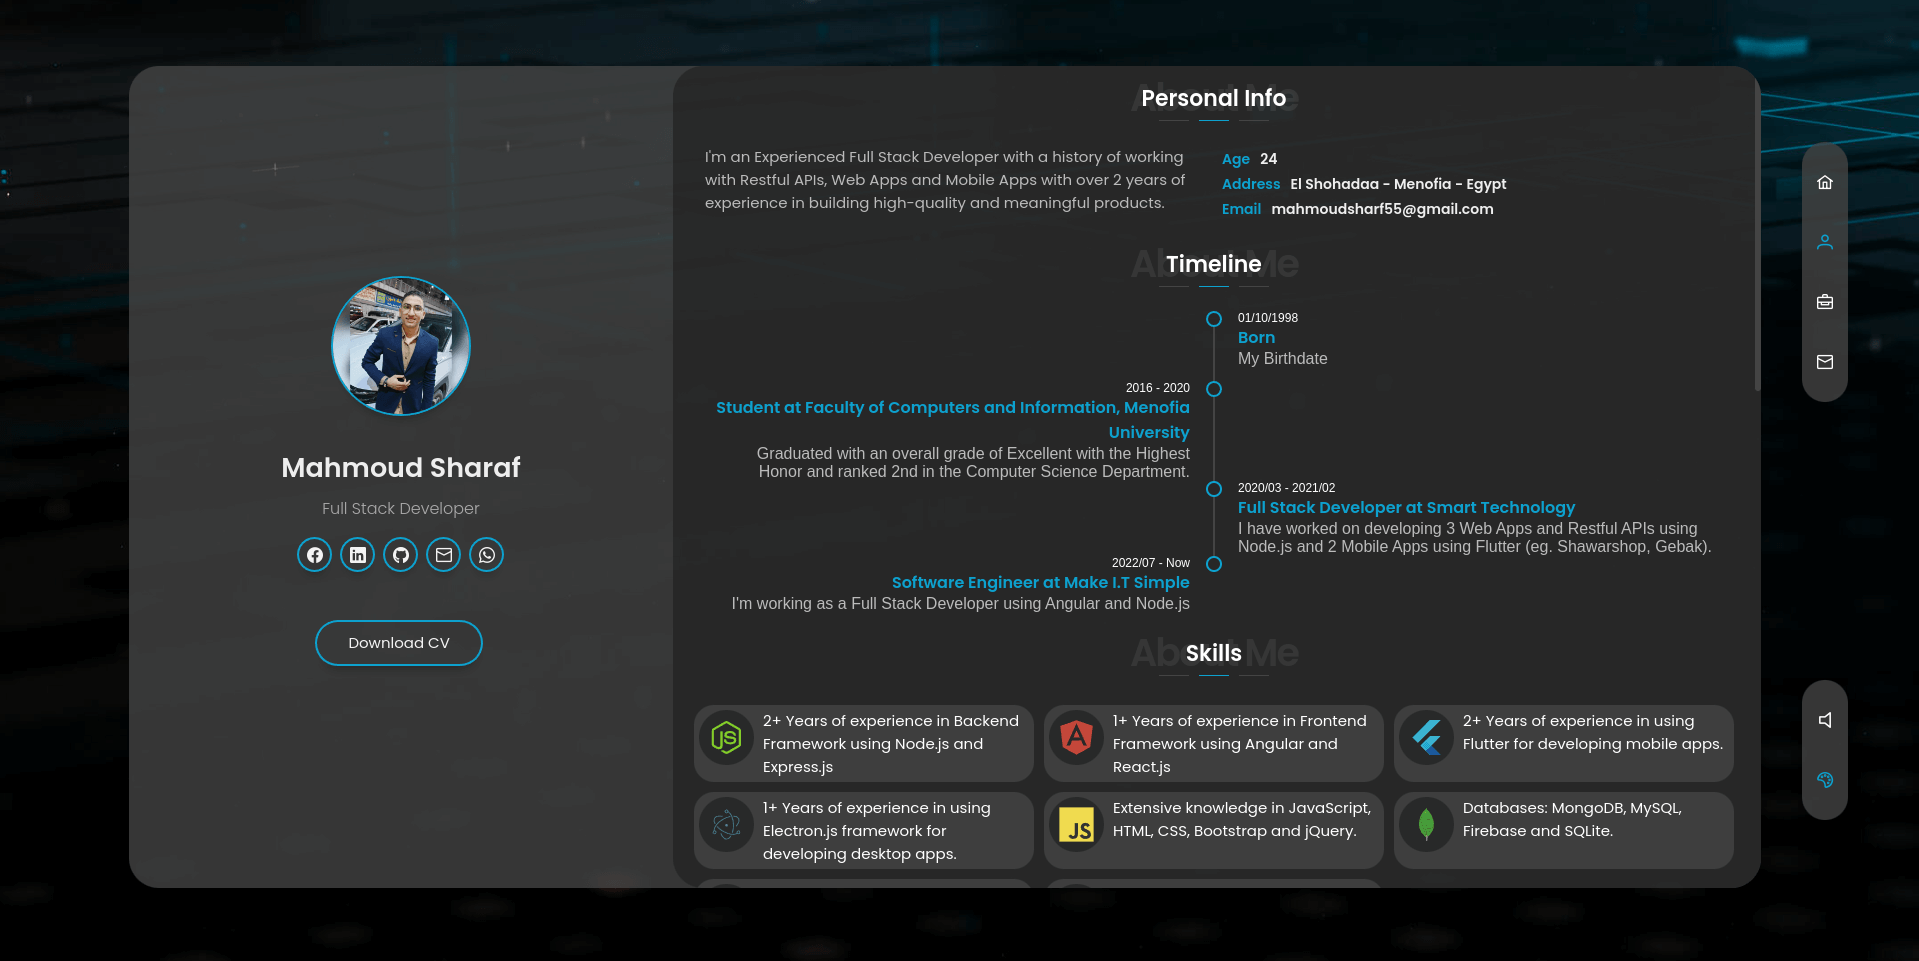 Mahmoud Sharaf
Full Stack Developer
Download CV
About Me
Personal Info
I'm an Experienced Full Stack Developer with a history of working
with Restful APIs, Web Apps and Mobile Apps with over 2 years of
experience in building high-quality and meaningful products.
Age 24
Address El Shohadaa - Menofia - Egypt
Email mahmoudsharf55@gmail.com
About Me
Timeline
01/10/1998
Born
My Birthdate
2016 - 2020
Student at Faculty of Computers and Information, Menofia
University
Graduated with an overall grade of Excellent with the Highest
Honor and ranked 2nd in the Computer Science Department.
2020/03 - 2021/02
Full Stack Developer at Smart Technology
I have worked on developing 3 Web Apps and Restful APIs using
Node.js and 2 Mobile Apps using Flutter (eg. Shawarshop, Gebak).
2022/07 - Now
Software Engineer at Make I.T Simple
I'm working as a Full Stack Developer using Angular and Node.js
About Me
Skills
JS
2+ Years of experience in Backend
Framework using Node.js and
Express.js
A
1+ Years of experience in Frontend
Framework using Angular and
React.js
2+ Years of experience in using
Flutter for developing mobile apps.
1+ Years of experience in using
Electron.js framework for
developing desktop apps.
JS
Extensive knowledge in JavaScript,
HTML, CSS, Bootstrap and jQuery.
Databases: MongoDB, MySQL,
Firebase and SQLite.